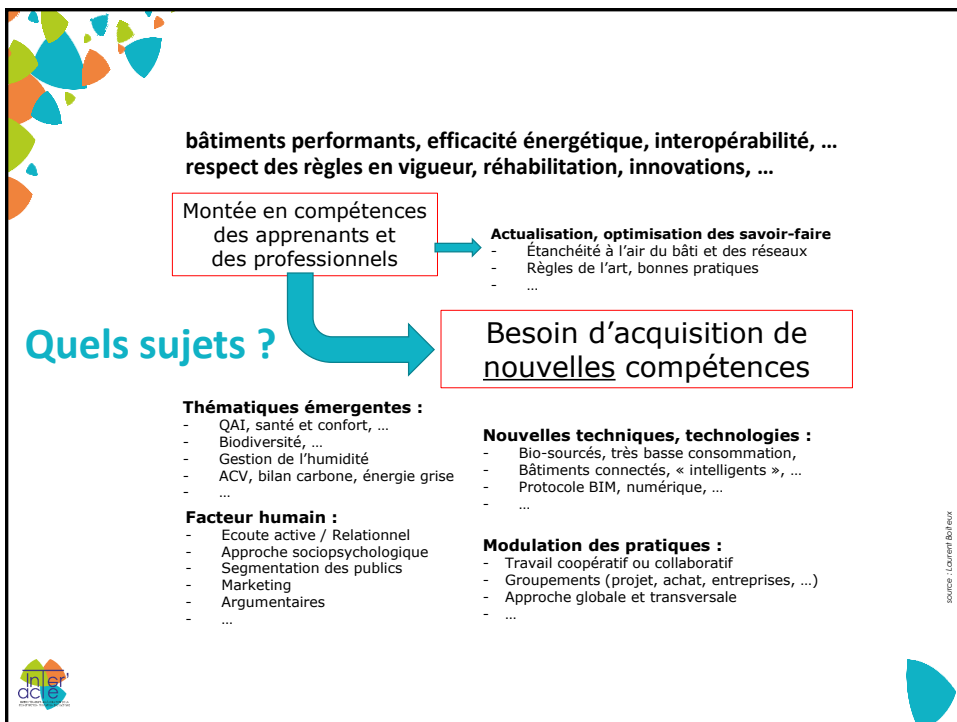 bâtiments performants, efficacité énergétique, interopérabilité, …
respect des règles en vigueur, réhabilitation, innovations, …
Montée en compétences
des apprenants et
des professionnels
Actualisation, optimisation des savoir-faire
- Étanchéité à l'air du bâti et des réseaux
- Règles de l'art, bonnes pratiques
- …
Quels sujets ?
Besoin d'acquisition de
nouvelles compétences
Thématiques émergentes :
- QAI, santé et confort, …
- Biodiversité, …
- Gestion de l'humidité
- ACV, bilan carbone, énergie grise
- …
Facteur humain :
- Ecoute active / Relationnel
- Approche sociopsychologique
- Segmentation des publics
- Marketing
- Argumentaires
- …
Nouvelles techniques, technologies :
- Bio-sourcés, très basse consommation,
- Bâtiments connectés, « intelligents », …
- Protocole BIM, numérique, …
- …
Modulation des pratiques :
- Travail coopératif ou collaboratif
- Groupements (projet, achat, entreprises, …)
- Approche globale et transversale
- …
source : Laurent Boiteux
Inter'
acte